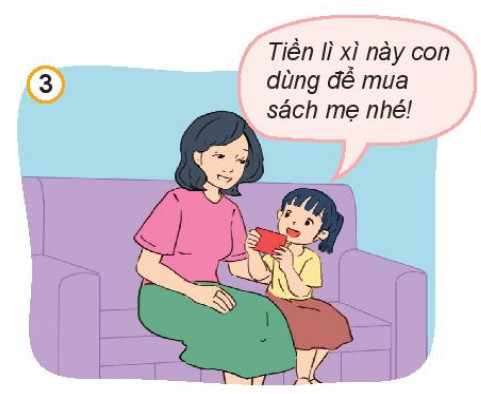 3
Tiền lì xì này con
dùng để mua
sách mẹ nhé!